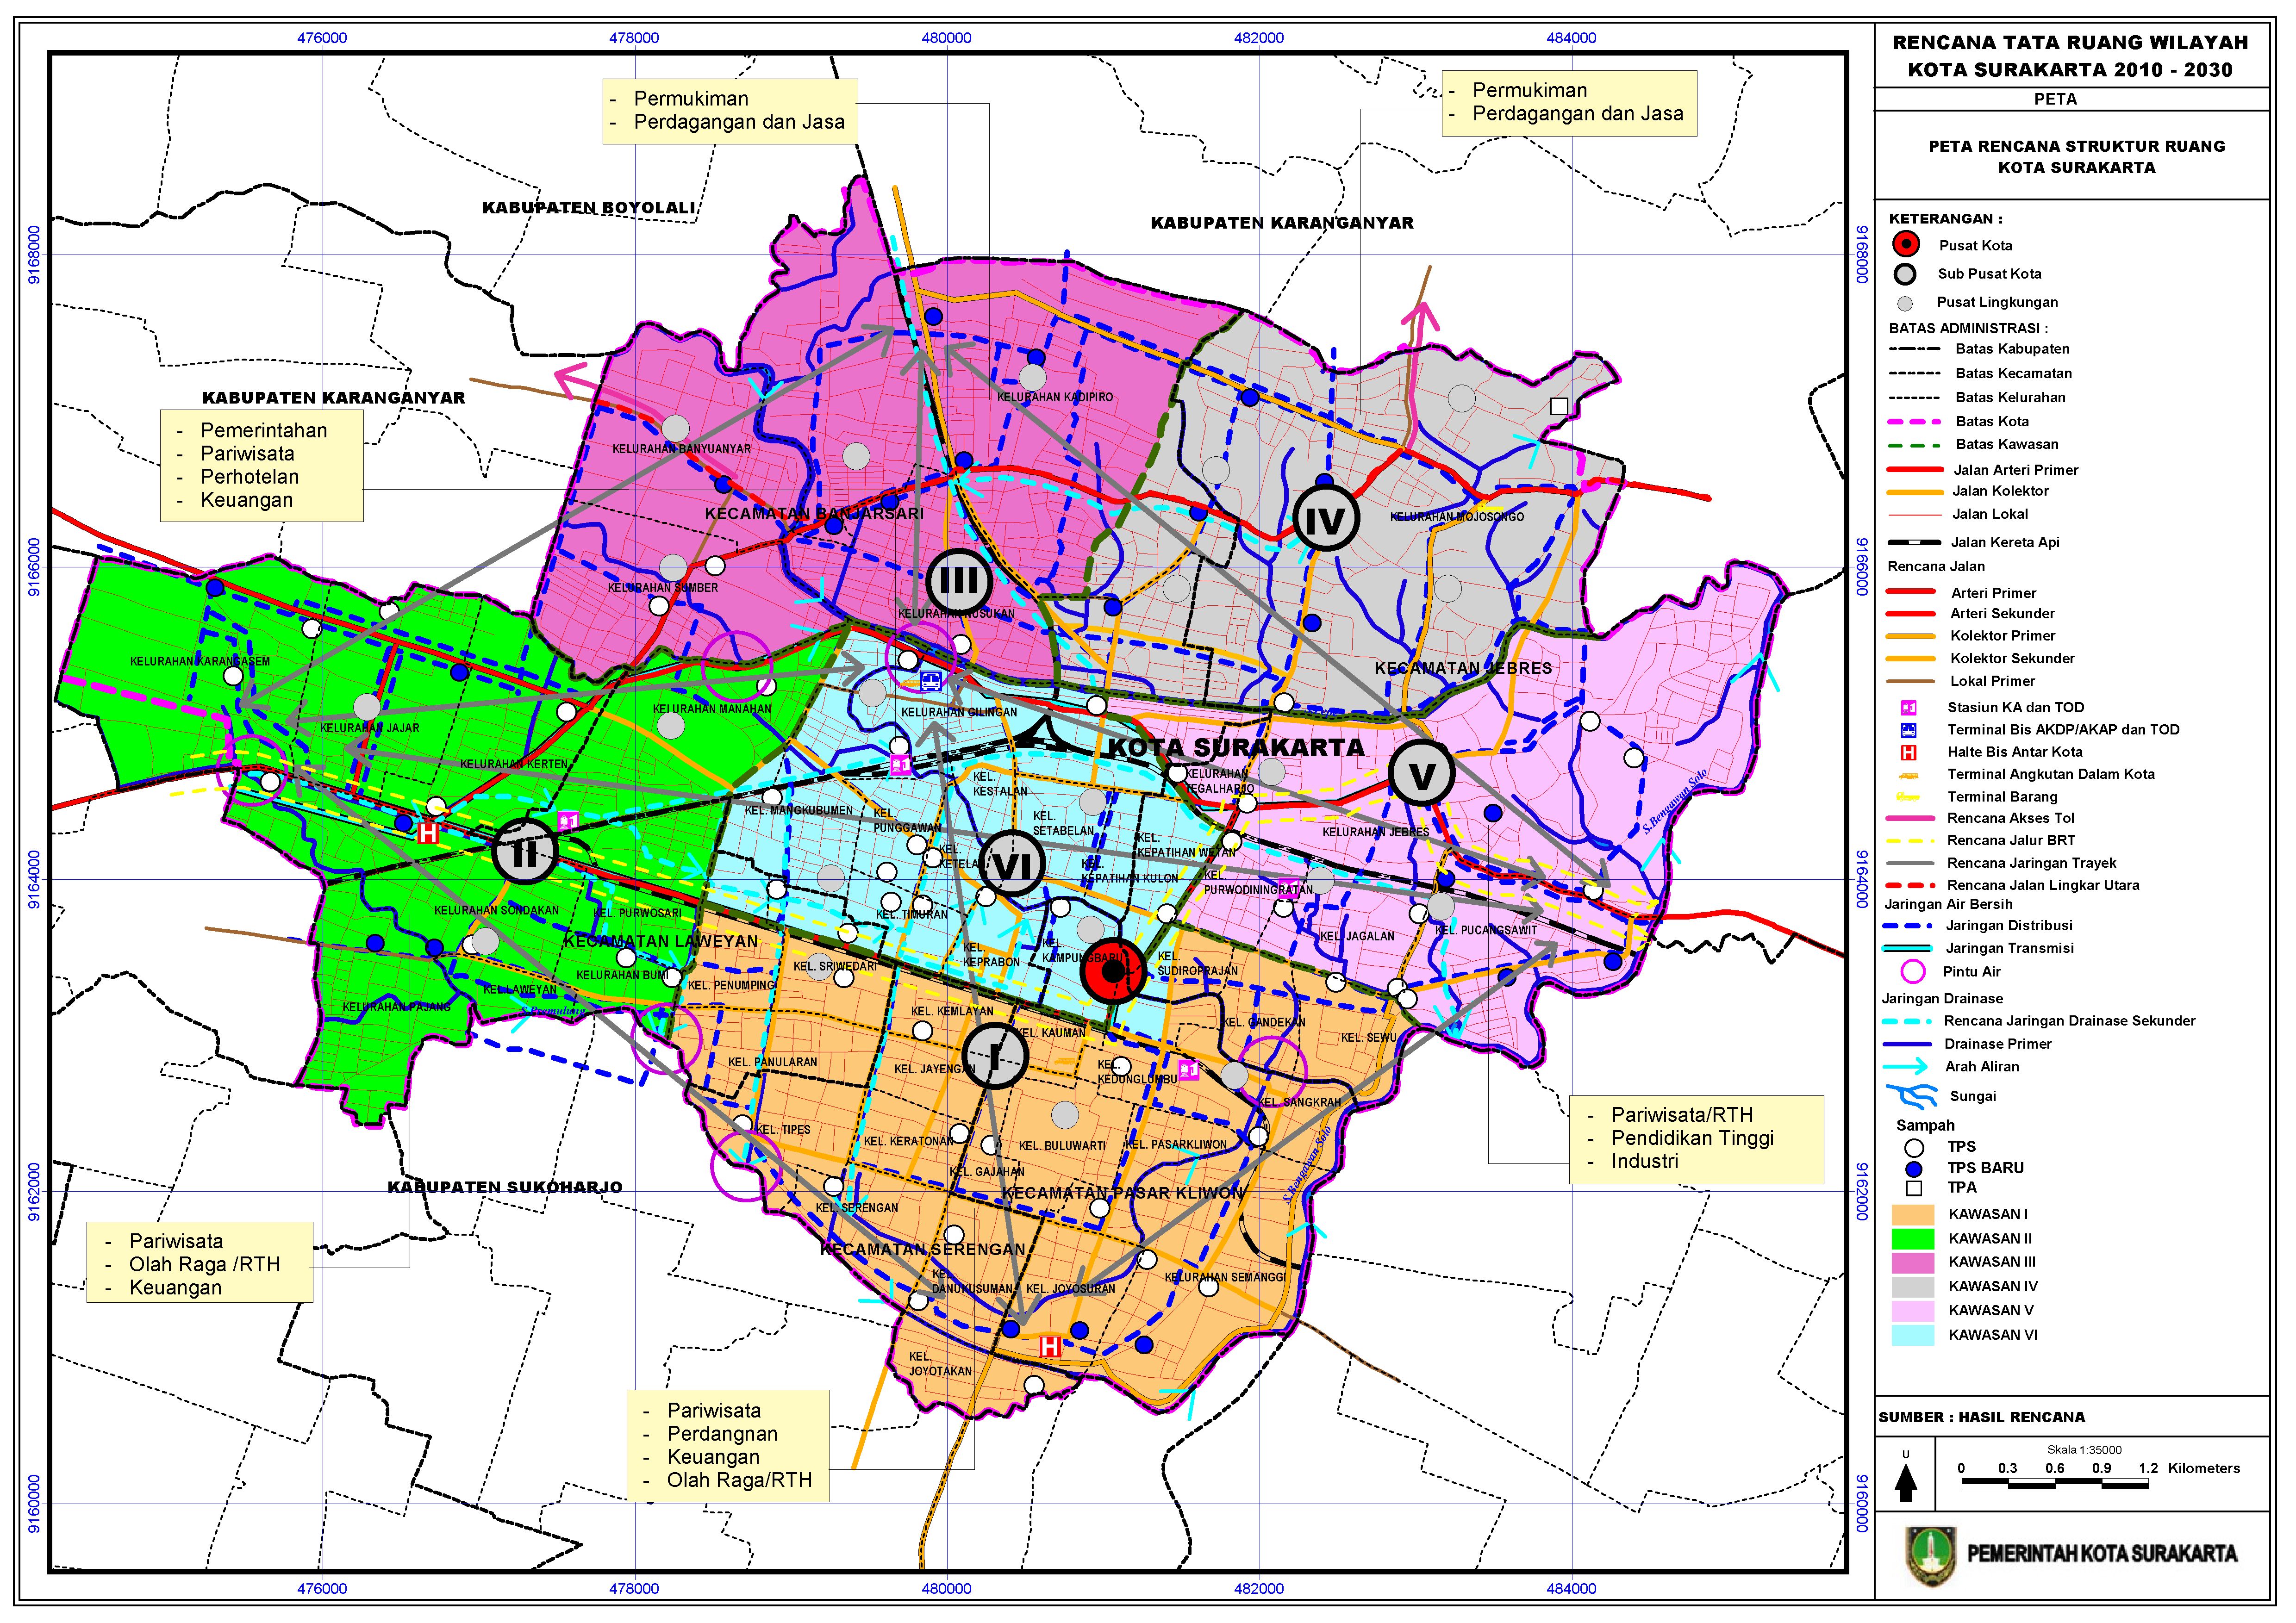 RENCANA TATA RUANG WILAYAH
KOTA SURAKARTA 2010 - 2030
PETA
PETA RENCANA STRUKTUR RUANG
KOTA SURAKARTA
KETERANGAN :
Pusat Kota
Sub Pusat Kota
Pusat Lingkungan
BATAS ADMINISTRASI :
Batas Kabupaten
Batas Kecamatan
Batas Kelurahan
Batas Kota
Batas Kawasan
Jalan Arteri Primer
Jalan Kolektor
Jalan Lokal
Jalan Kereta Api
Rencana Jalan
Arteri Primer
Arteri Sekunder
Kolektor Primer
Kolektor Sekunder
Lokal Primer
Stasiun KA dan TOD
Terminal Bis AKDP/AKAP dan TOD
H Halte Bis Antar Kota
Terminal Angkutan Dalam Kota
Terminal Barang
Rencana Akses Tol
Rencana Jalur BRT
Rencana Jaringan Trayek
Rencana Jalan Lingkar Utara
Jaringan Air Bersih
Jaringan Distribusi
Jaringan Transmisi
Pintu Air
Jaringan Drainase
Rencana Jaringan Drainase Sekunder
Drainase Primer
Arah Aliran
Sungai
Sampah
TPS
TPS BARU
TPA
KAWASAN I
KAWASAN II
KAWASAN III
KAWASAN IV
KAWASAN V
KAWASAN VI
SUMBER : HASIL RENCANA
U
Skala 1:35000
0 0.3 0.6 0.9 1.2 Kilometers
PEMERINTAH KOTA SURAKARTA
476000 478000 480000 482000 484000
9168000 9168000
9166000 9166000
9164000 9164000
9162000 9162000
9160000 9160000
476000 478000 480000 482000 484000
- Permukiman
- Perdagangan dan Jasa
- Permukiman
- Perdagangan dan Jasa
KABUPATEN BOYOLALI
KABUPATEN KARANGANYAR
KABUPATEN KARANGANYAR
- Pemerintahan
- Pariwisata
- Perhotelan
- Keuangan
KELURAHAN KADIPIRO
KELURAHAN BANYUANYAR
KECAMATAN BANJARSARI
KELURAHAN MOJOSONGO
IV
III
KELURAHAN SUMBER
KELURAHAN NUSUKAN
KELURAHAN KARANGASEM
KECAMATAN JEBRES
KELURAHAN MANAHAN
KELURAHAN GILINGAN
KELURAHAN JAJAR
KOTA SURAKARTA
KELURAHAN KERTEN
V
KELURAHAN
TEGALHARJO
KEL.
KESTALAN
KEL. MANGKUBUMEN
KEL.
PUNGGAWAN
KEL.
SETABELAN
KELURAHAN JEBRES
S.Bengawan Solo
H
II
VI
KEL.
KETELAN
KEL.
KEPATIHAN WETAN
KEL.
KEPATIHAN KULON
KEL.
PURWODININGRATAN
KELURAHAN SONDAKAN
KEL. PURWOSARI
KEL. TIMURAN
KECAMATAN LAWEYAN
KEL. JAGALAN
KEL. PUCANGSAWIT
KEL.
KEPRABON
KEL.
KAMPUNGBARU
KEL.
SUDIROPRAJAN
KEL. SRIWEDARI
KELURAHAN BUMI
KEL. PENUMPING
KEL.LAWEYAN
KELURAHAN PAJANG
S.Premulung
KEL. KEMLAYAN
KEL. KAUMAN
KEL. GANDEKAN
KEL. SEWU
I
KEL. PANULARAN
KEL. JAYENGAN
KEL.
KEDUNGLUMBU
KEL. SANGKRAH
- Pariwisata/RTH
- Pendidikan Tinggi
- Industri
KEL. TIPES
KEL. KERATONAN
KEL. BULUWARTI
KEL. PASARKLIWON
KEL. GAJAHAN
S.Bengawan Solo
KABUPATEN SUKOHARJO
KECAMATAN PASAR KLIWON
KEL. SERENGAN
KECAMATAN SERENGAN
- Pariwisata
- Olah Raga /RTH
- Keuangan
KEL.
DANUKUSUMAN
KEL. JOYOSURAN
KELURAHAN SEMANGGI
H
KEL.
JOYOTAKAN
- Pariwisata
- Perdangnan
- Keuangan
- Olah Raga/RTH